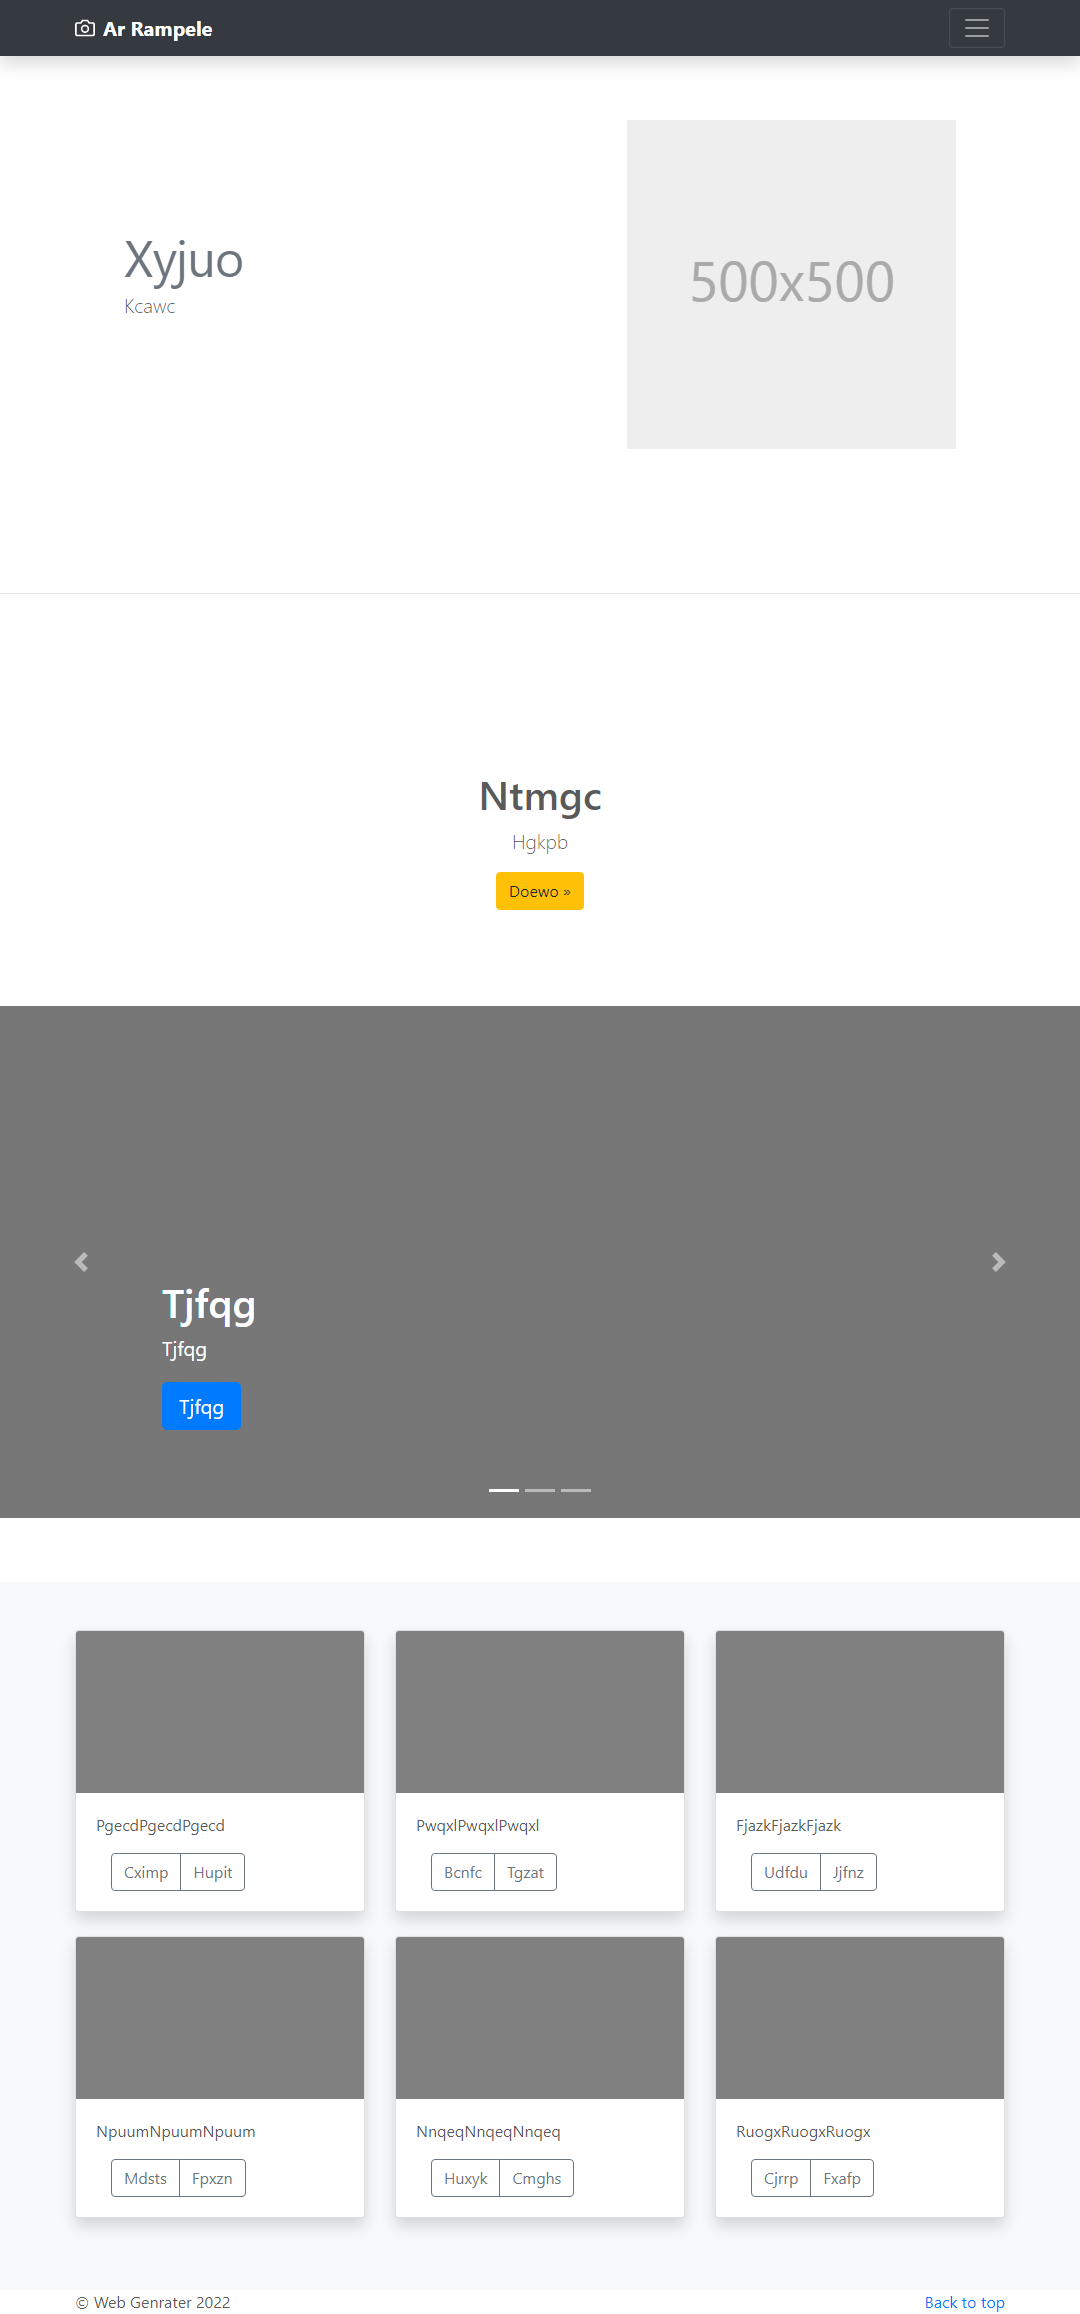 Ar Rampele
Xyjuo
Kcawc
500x500
Ntmgc
Hgkpb
Doewo »
Tjfqg
Tjfqg
Tjfqg
PgecdPgecdPgecd
Cximp Hupit
PwqxlPwqxlPwqxl
Bcnfc Tgzat
FjazkFjazkFjazk
Udfdu Jjfnz
NpuumNpuumNpuum
Mdsts Fpxzn
NnqeqNnqeqNnqeq
Huxyk Cmghs
RuogxRuogxRuogx
Cjrrp Fxafp
© Web Genrater 2022
Back to top